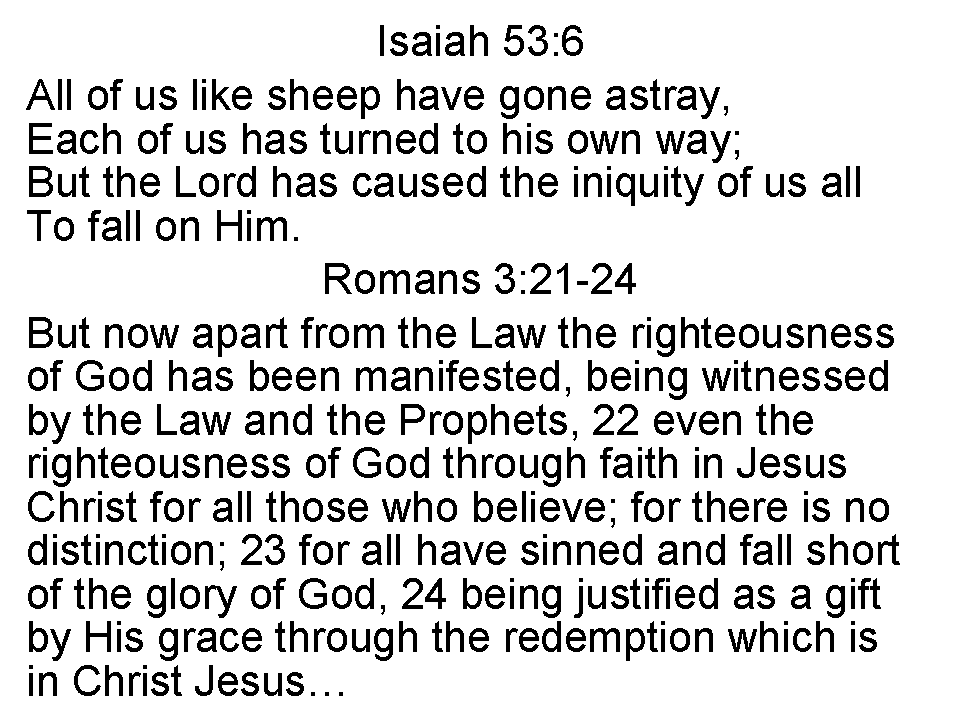 Isaiah 53:6
All of us like sheep have gone astray,
Each of us has turned to his own way;
But the Lord has caused the iniquity of us all
To fall on Him.
Romans 3:21-24
But now apart from the Law the righteousness
of God has been manifested, being witnessed
by the Law and the Prophets, 22 even the
righteousness of God through faith in Jesus
Christ for all those who believe; for there is no
distinction; 23 for all have sinned and fall short
of the glory of God, 24 being justified as a gift
by His grace through the redemption which is
in Christ Jesus…